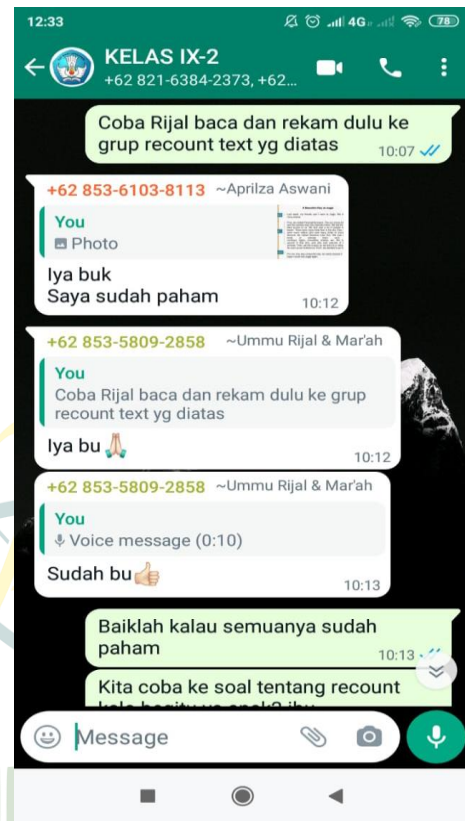 12:33 4G 78
KELAS IX-2
+62 821-6384-2373, +62...
Coba Rijal baca dan rekam dulu ke
grup recount text yg diatas
10:07
+62 853-6103-8113 ~Aprilza Aswani
You
Photo
Iya buk
Saya sudah paham
10:12
+62 853-5809-2858 ~Ummu Rijal & Mar'ah
You
Coba Rijal baca dan rekam dulu ke grup
recount text yg diatas
Iya bu
10:12
+62 853-5809-2858 ~Ummu Rijal & Mar'ah
You
Voice message (0:10)
Sudah bu
10:13
Baiklah kalau semuanya sudah
paham
10:13
Kita coba ke soal tentang recount
Message